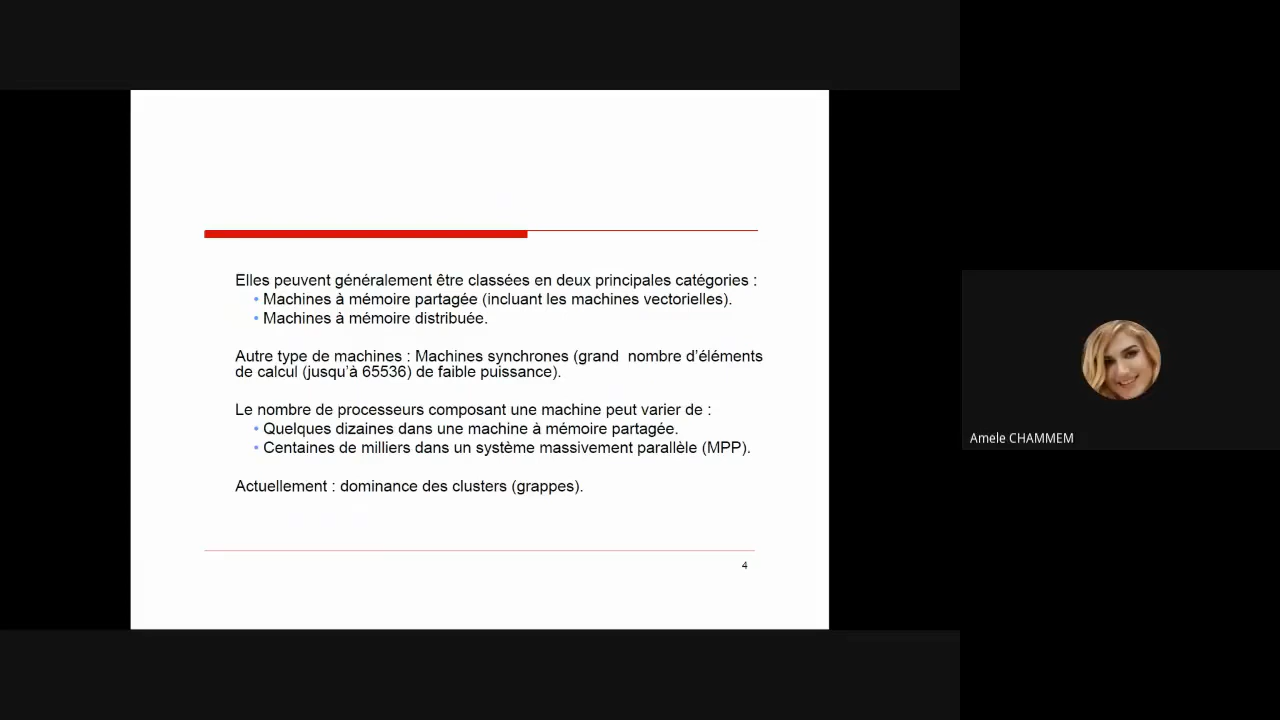 Elles peuvent généralement être classées en deux principales catégories :
• Machines à mémoire partagée (incluant les machines vectorielles).
• Machines à mémoire distribuée.
Autre type de machines : Machines synchrones (grand nombre d'éléments
de calcul (jusqu'à 65536) de faible puissance).
Le nombre de processeurs composant une machine peut varier de :
• Quelques dizaines dans une machine à mémoire partagée.
• Centaines de milliers dans un système massivement parallèle (MPP).
Actuellement : dominance des clusters (grappes).
4
Amele CHAMMEM